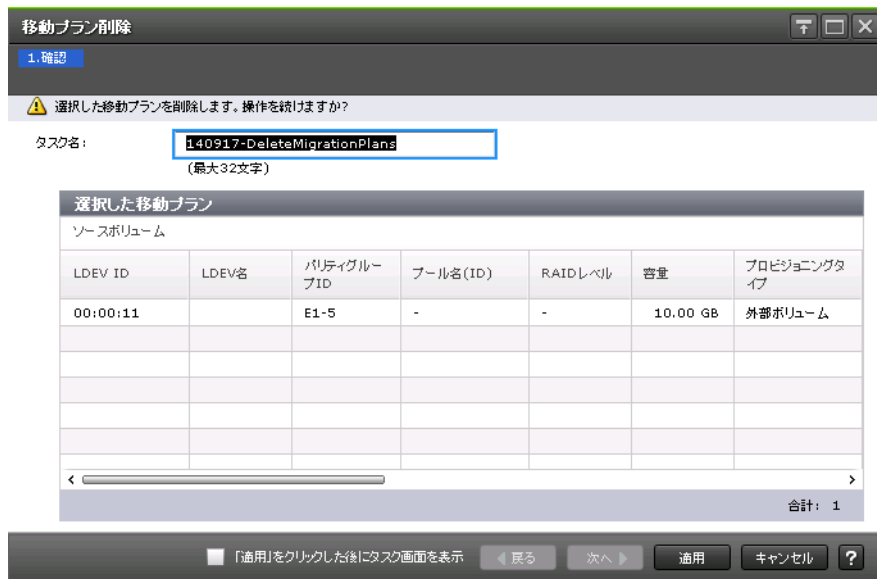 移動プラン削除
1.確認
選択した移動プランを削除します。操作を続けますか?
タスク名:
140917-DeleteMigrationPlans
(最大32文字)
選択した移動プラン
ソースボリューム
LDEV ID
LDEV名
パリティグルー
プID
プール名(ID)
RAIDレベル
容量
プロビジョニングタ
イプ
00:00:11
E1-5
-
-
10.00 GB
外部ボリューム
合計: 1
「適用」をクリックした後にタスク画面を表示
戻る
次へ
適用
キャンセル
?